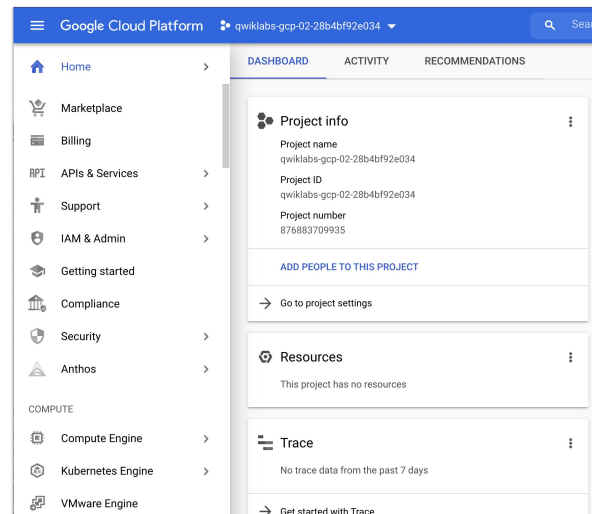 Google Cloud Platform
qwiklabs-gcp-02-28b4bf92e034
Home
Marketplace
Billing
API APIs & Services
Support
IAM & Admin
Getting started
Compliance
Security
Anthos
COMPUTE
Compute Engine
Kubernetes Engine
VMware Engine
DASHBOARD ACTIVITY RECOMMENDATIONS
Project info
Project name
qwiklabs-gcp-02-28b4bf92e034
Project ID
qwiklabs-gcp-02-28b4bf92e034
Project number
876883709935
ADD PEOPLE TO THIS PROJECT
Go to project settings
Resources
This project has no resources
Trace
No trace data from the past 7 days
Get started with Trace